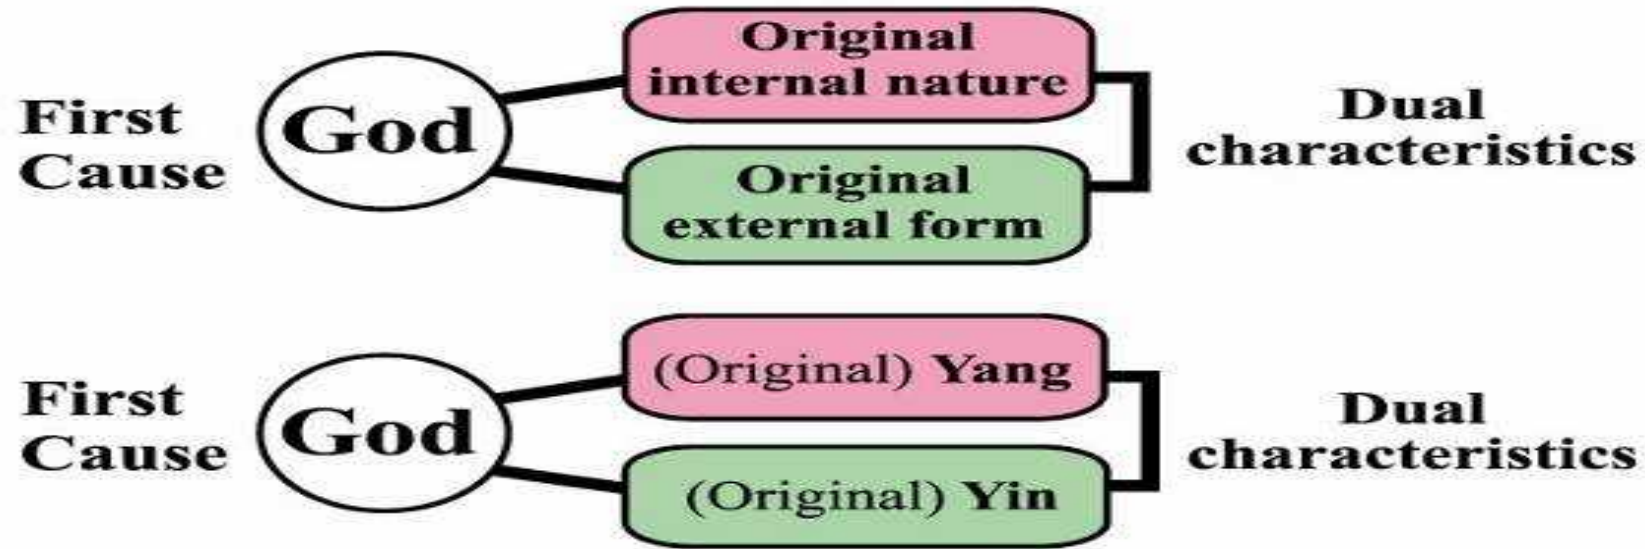 First
Cause
God
Original
internal nature
Original
external form
Dual
characteristics
First
Cause
God
(Original) Yang
(Original) Yin
Dual
characteristics